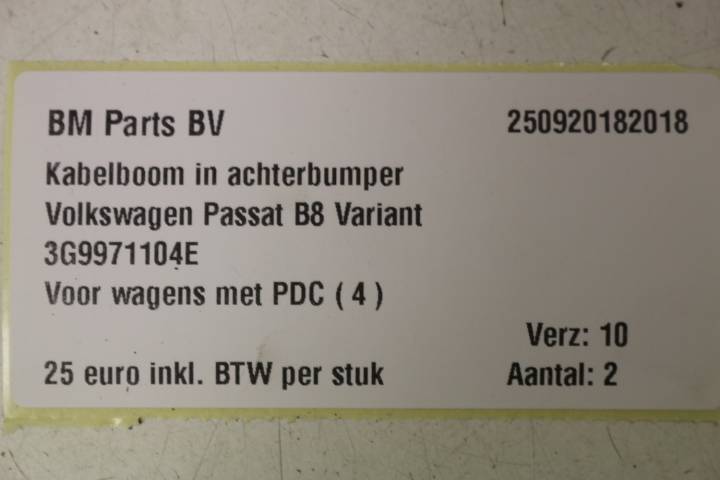 BM Parts BV 250920182018
Kabelboom in achterbumper
Volkswagen Passat B8 Variant
3G9971104E
Voor wagens met PDC ( 4 )
Verz: 10
25 euro inkl. BTW per stuk Aantal: 2